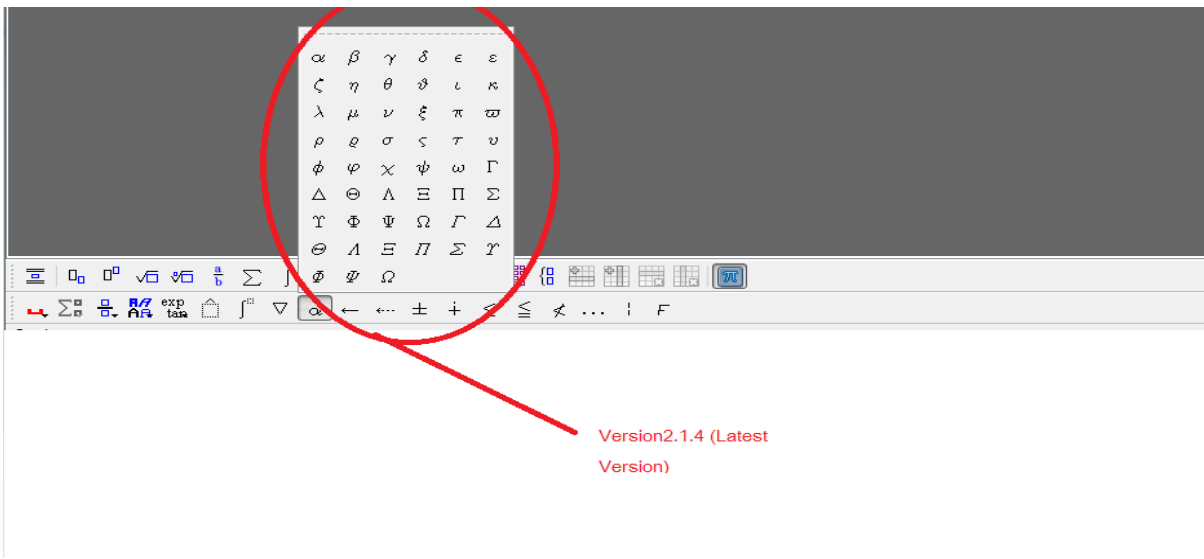 α β γ δ ϵ ε
ζ η θ ϑ ι κ
λ μ ν ξ π ϖ
ρ ϱ σ ς τ υ
ϕ φ χ ψ ω Γ
Δ Θ Λ Ξ Π Σ
Υ Φ Ψ Ω 𝛤 𝛥
𝛩 𝛬 𝛯 𝛱 𝛴 𝛶
𝛷 𝛹 𝛺
a/b Σ ∫ π
exp tan ∇ α ← ⇠ ± ∔ ≤ ≦ ≮ … ¦ F
Version2.1.4 (Latest
Version)